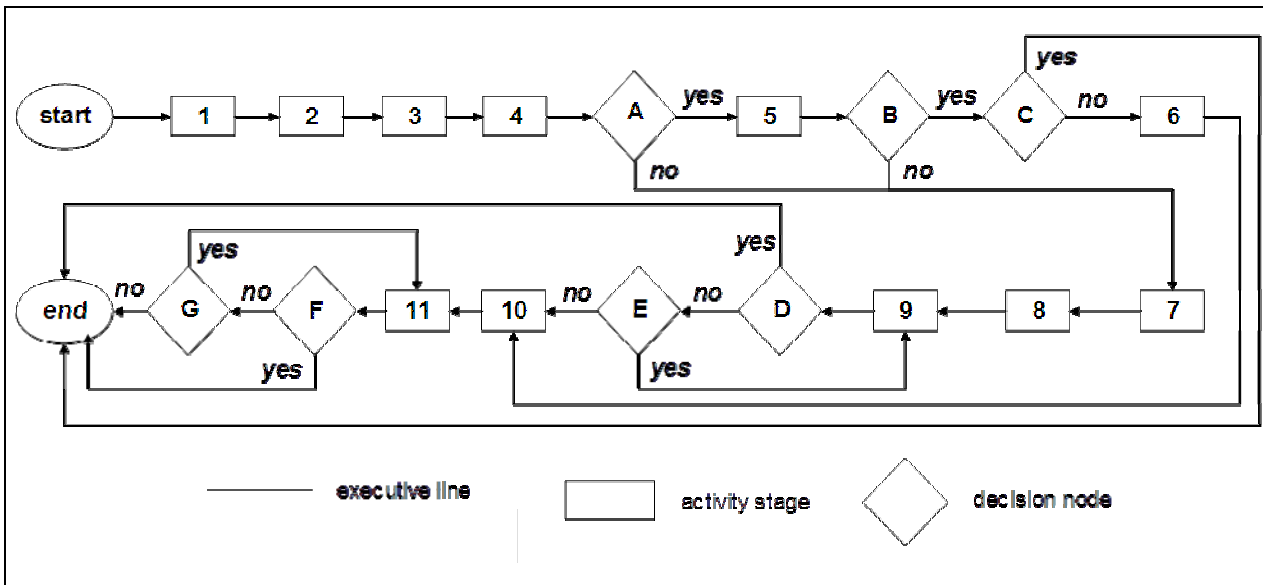 yes
start 1 2 3 4 A yes 5 B yes C no 6
no no
yes yes
end no G no F 11 10 no E no D 9 8 7
yes yes
executive line activity stage decision node